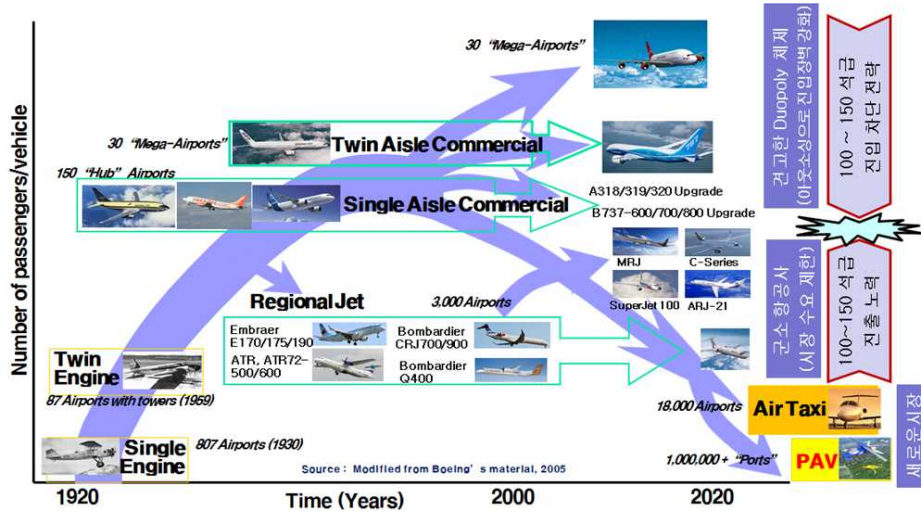 Number of passengers/vehicle
30 “Mega-Airports”
30 “Mega-Airports”
Twin Aisle Commercial
150 “Hub” Airports
Single Aisle Commercial
A318/319/320 Upgrade
B737-600/700/800 Upgrade
MRJ
C-Series
SuperJet100
ARJ-21
Regional Jet
3,000 Airports
Embraer
E170/175/190
Bombardier
CRJ700/900
ATR, ATR72-
500/600
Bombardier
Q400
Twin
Engine
87 Airports with towers (1959)
18,000 Airports
Air Taxi
Single
Engine
807 Airports (1930)
1,000,000 + “Ports”
PAV
Source : Modified from Boeing’s material, 2005
1920
Time (Years)
2000
2020
견고한 Duopoly 체제
(아웃소싱으로 진입장벽 강화)
100 ~ 150 석급
진입 차단 전략
군소 항공사
(시장 수요 제한)
100~150 석급
진출 노력
새로운 시장